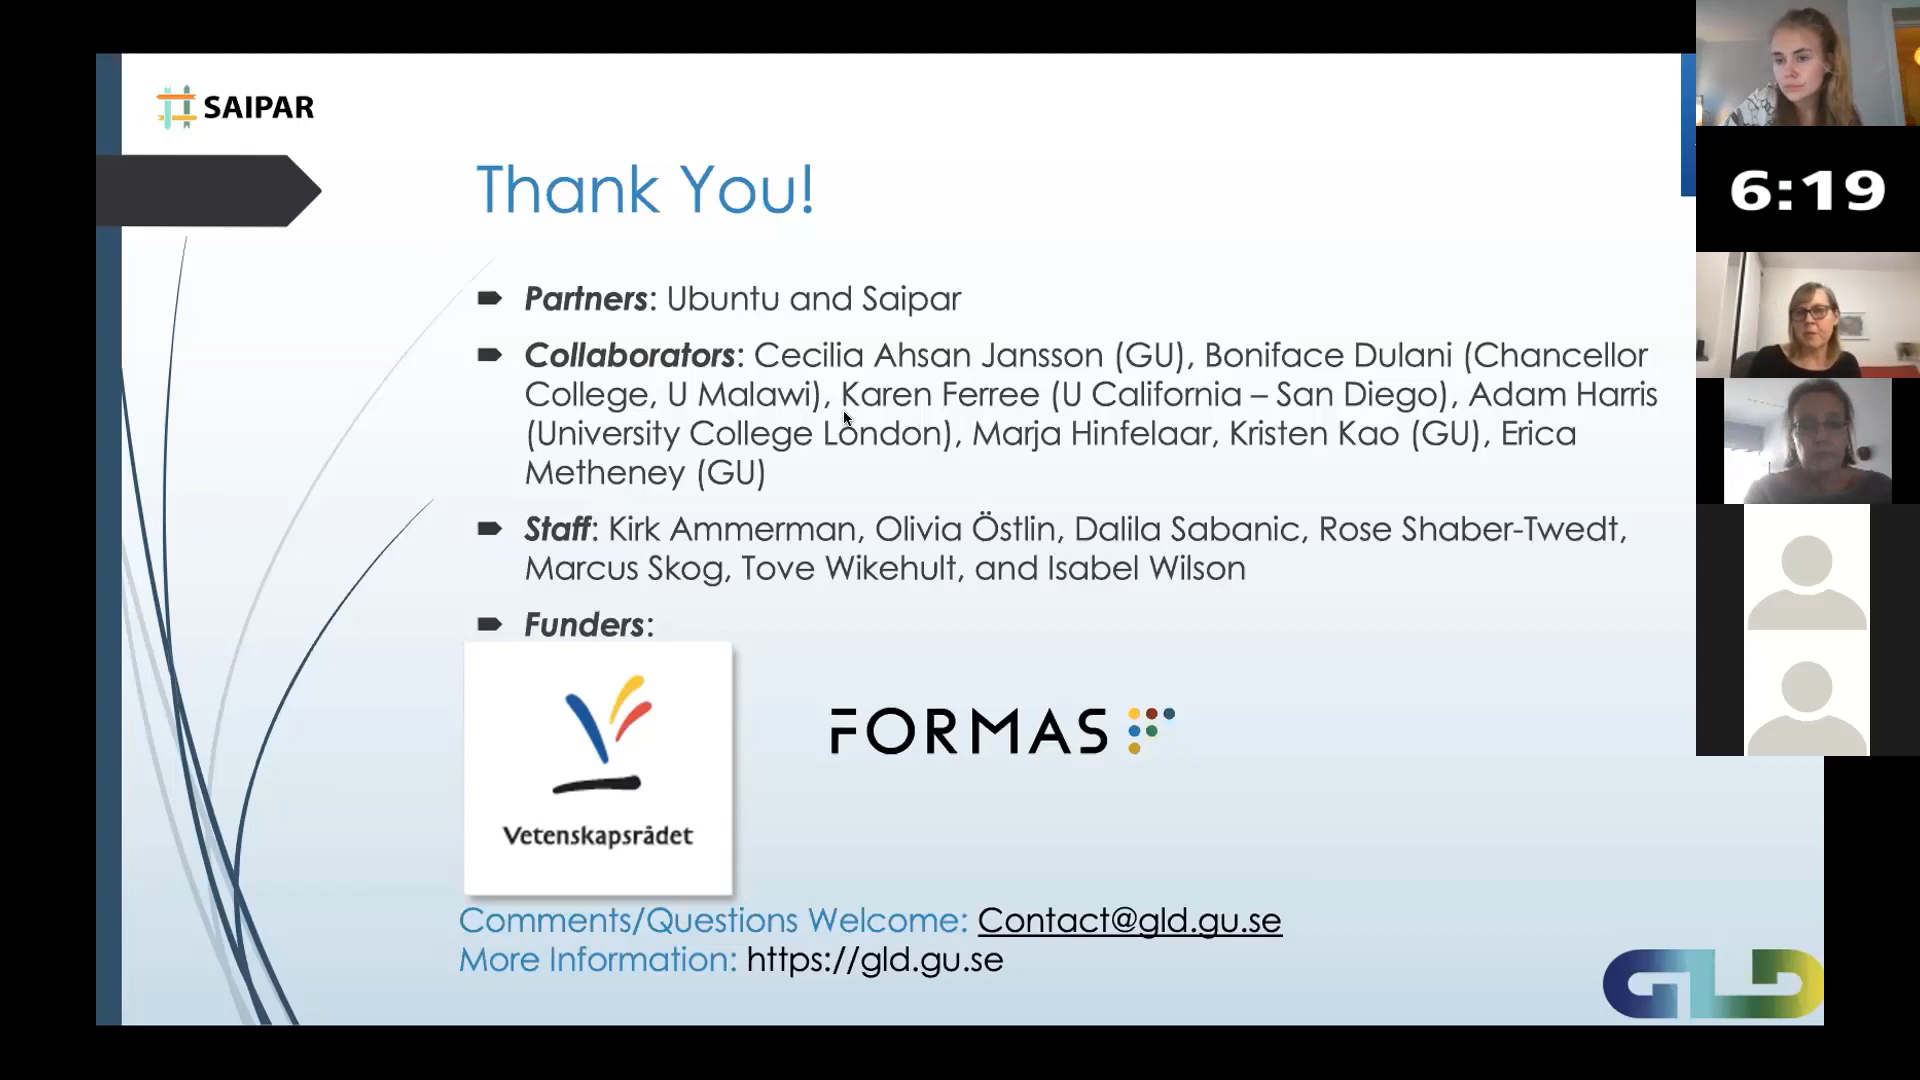 SAIPAR
6:19
Thank You!
Partners: Ubuntu and Saipar
Collaborators: Cecilia Ahsan Jansson (GU), Boniface Dulani (Chancellor
College, U Malawi), Karen Ferree (U California – San Diego), Adam Harris
(University College London), Marja Hinfelaar, Kristen Kao (GU), Erica
Metheney (GU)
Staff: Kirk Ammerman, Olivia Östlin, Dalila Sabanic, Rose Shaber-Twedt,
Marcus Skog, Tove Wikehult, and Isabel Wilson
Funders:
Vetenskapsrådet
FORMAS
Comments/Questions Welcome: Contact@gld.gu.se
More Information: https://gld.gu.se
GLD